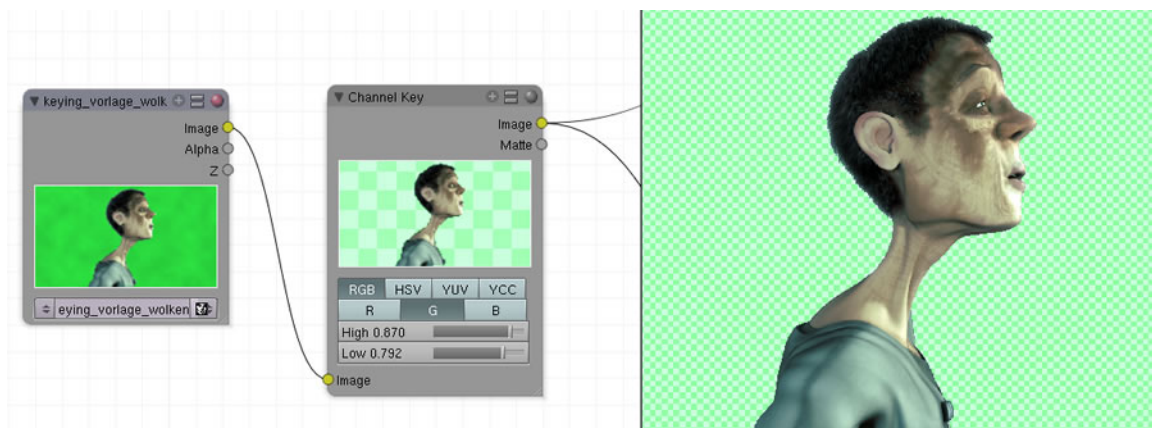 keying_vorlage_wolk
Image
Alpha
Z
eying_vorlage_wolken
Channel Key
Image
Matte
RGB HSV YUV YCC
R G B
High 0.870
Low 0.792
Image